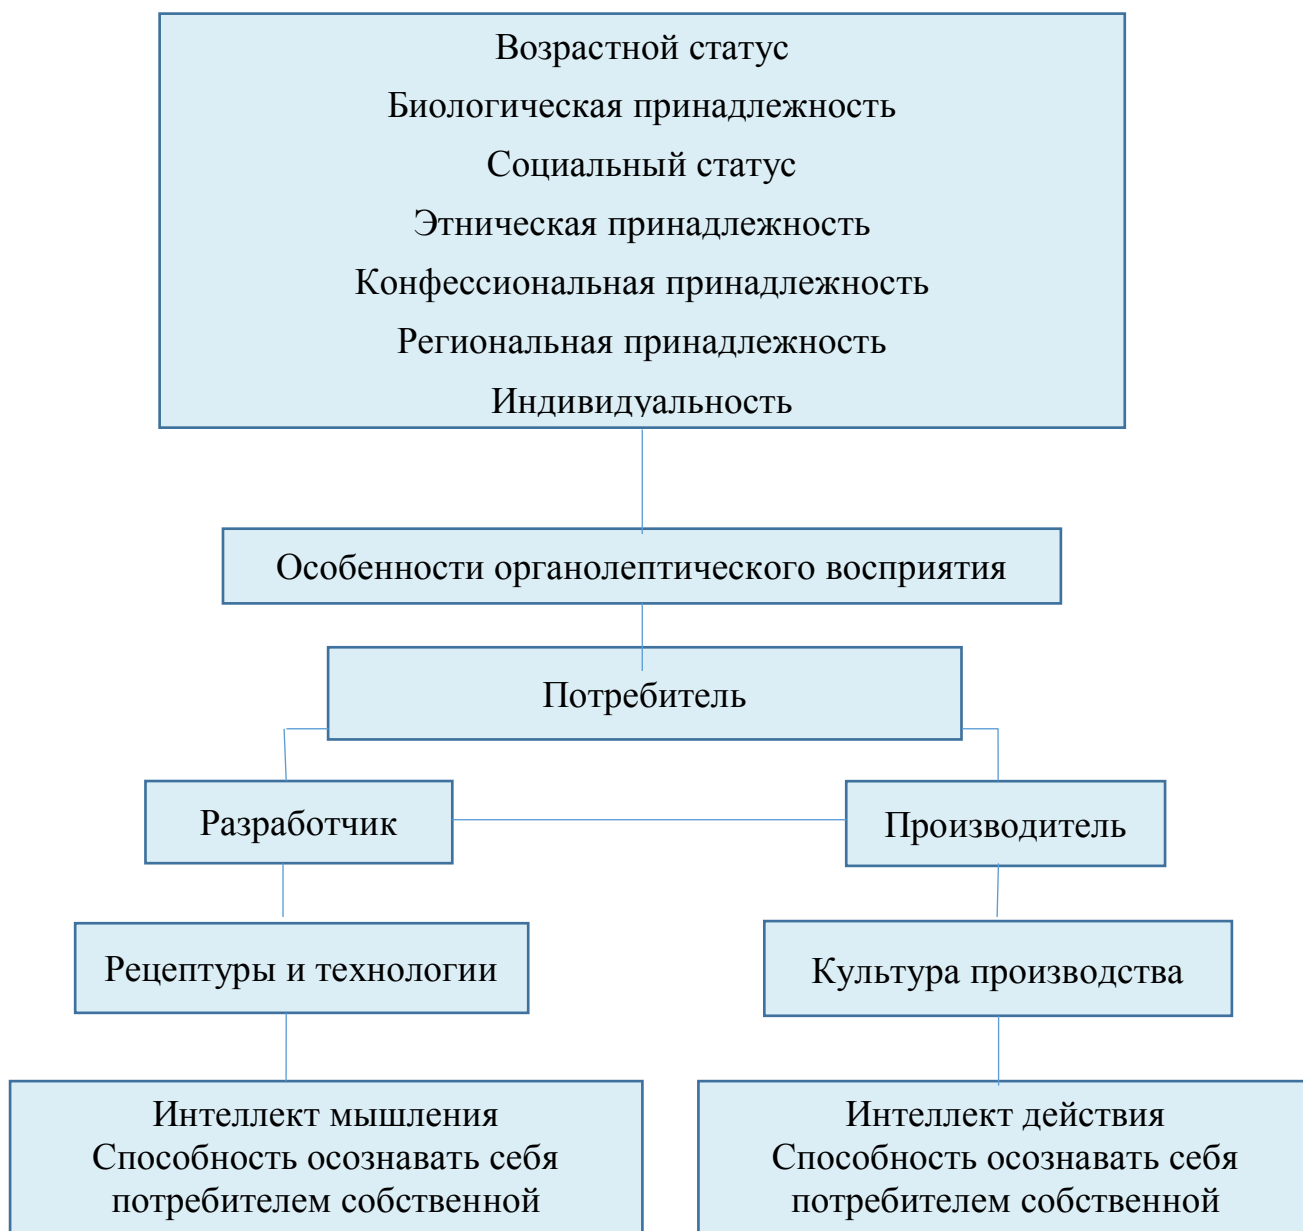 Возрастной статус
Биологическая принадлежность
Социальный статус
Этническая принадлежность
Конфессиональная принадлежность
Региональная принадлежность
Индивидуальность
Особенности органолептического восприятия
Потребитель
Разработчик
Производитель
Рецептуры и технологии
Культура производства
Интеллект мышления
Способность осознавать себя
потребителем собственной
Интеллект действия
Способность осознавать себя
потребителем собственной